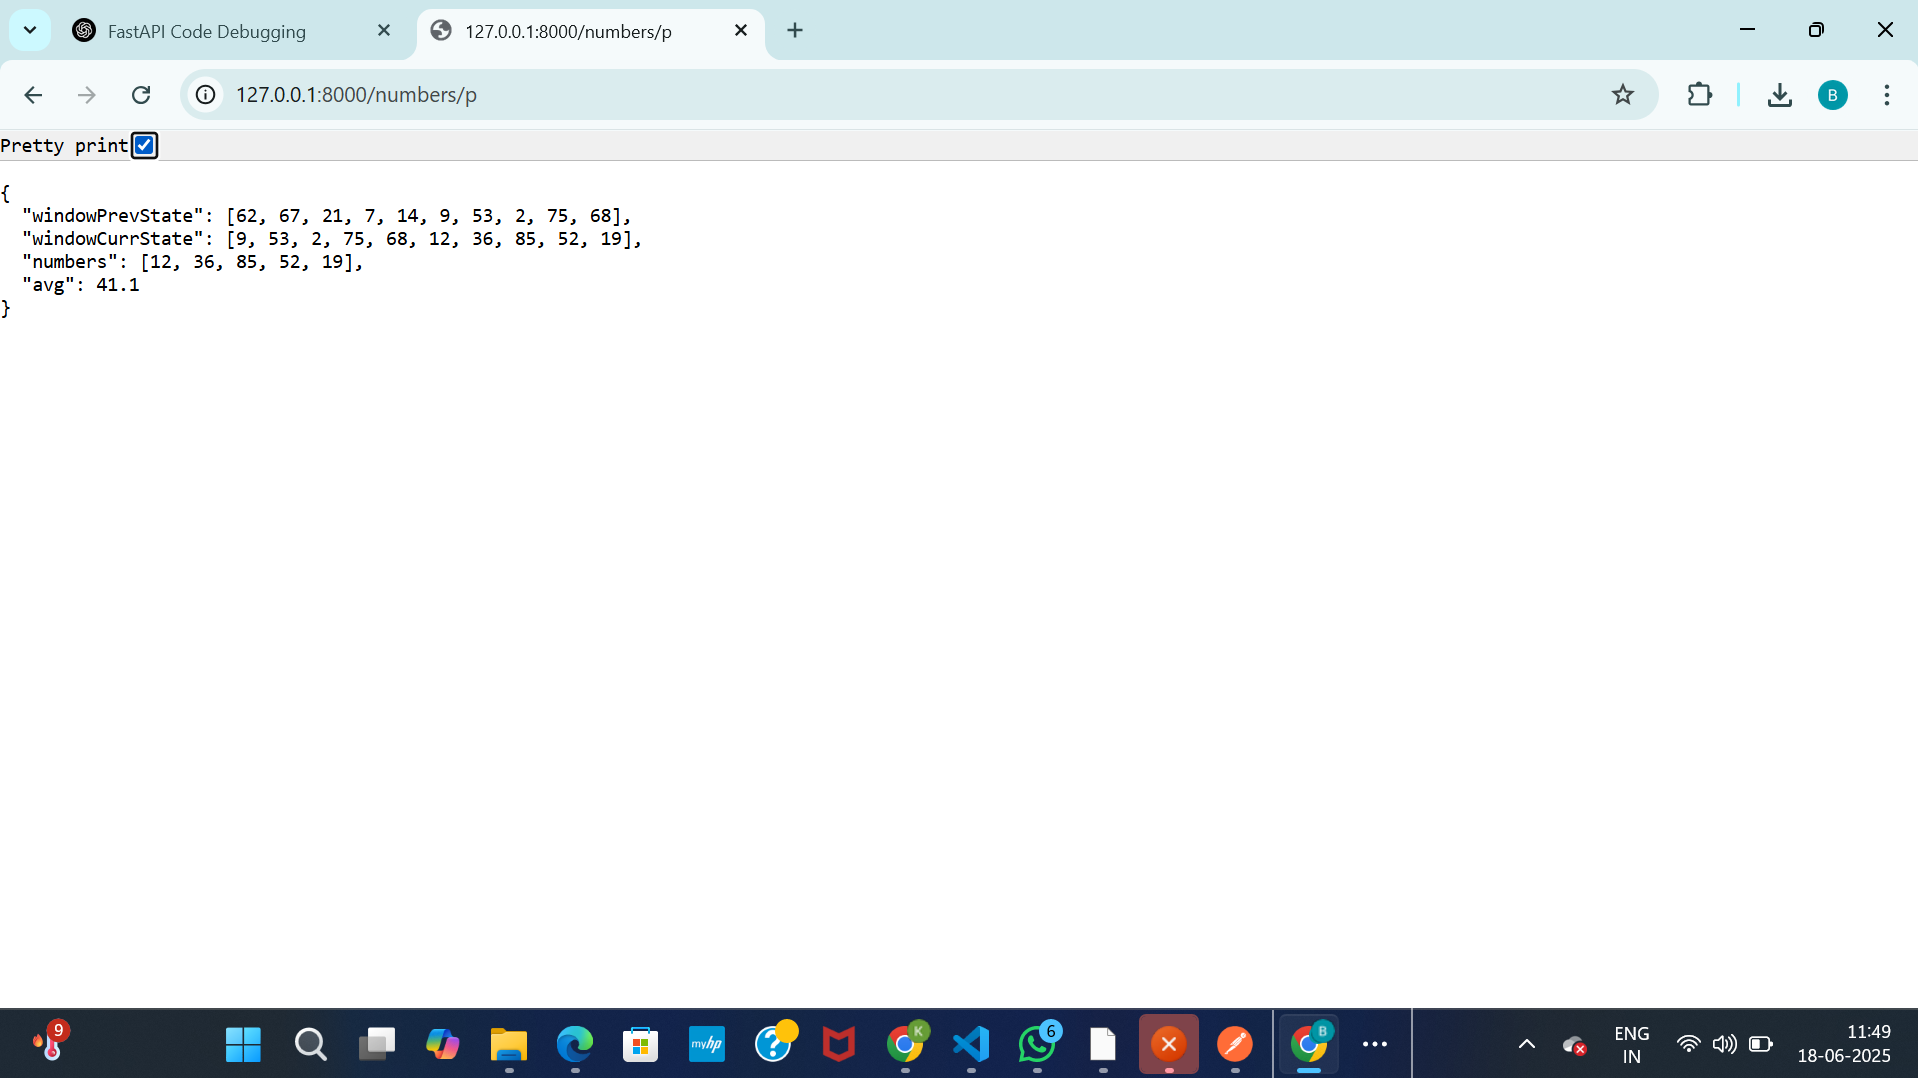 FastAPI Code Debugging
127.0.0.1:8000/numbers/p
127.0.0.1:8000/numbers/p
B
Pretty print
{
  "windowPrevState": [62, 67, 21, 7, 14, 9, 53, 2, 75, 68],
  "windowCurrState": [9, 53, 2, 75, 68, 12, 36, 85, 52, 19],
  "numbers": [12, 36, 85, 52, 19],
  "avg": 41.1
}
9
myhp
?
K
6
B
ENG
IN
11:49
18-06-2025